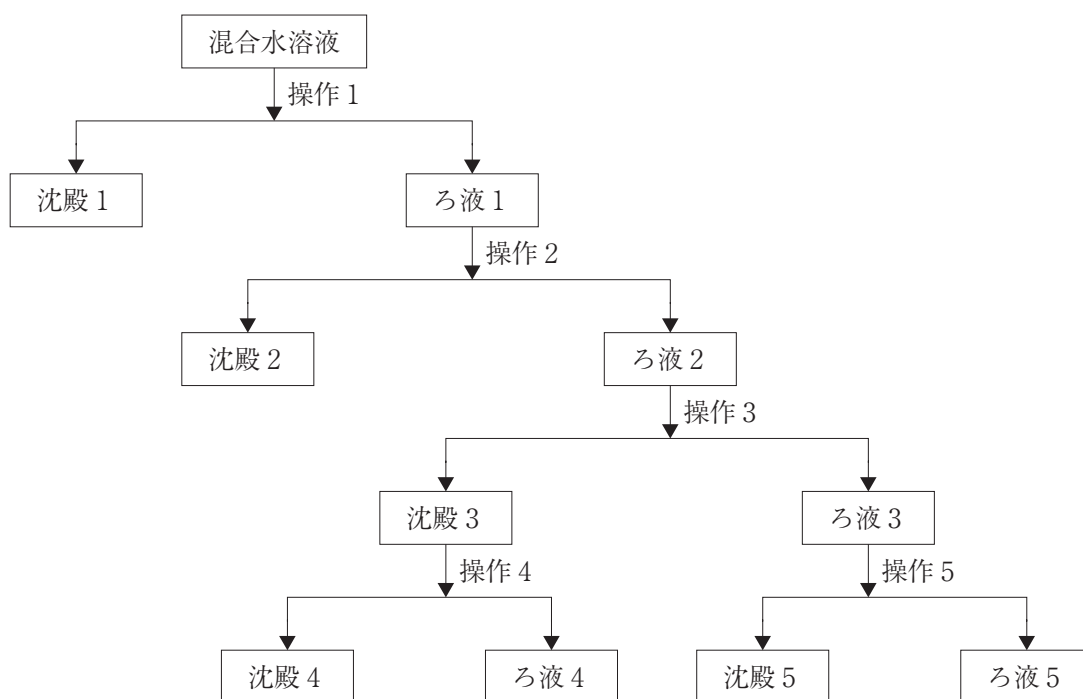 混合水溶液
操作1
沈殿1
ろ液1
操作2
沈殿2
ろ液2
操作3
沈殿3
ろ液3
操作4
操作5
沈殿4
ろ液4
沈殿5
ろ液5